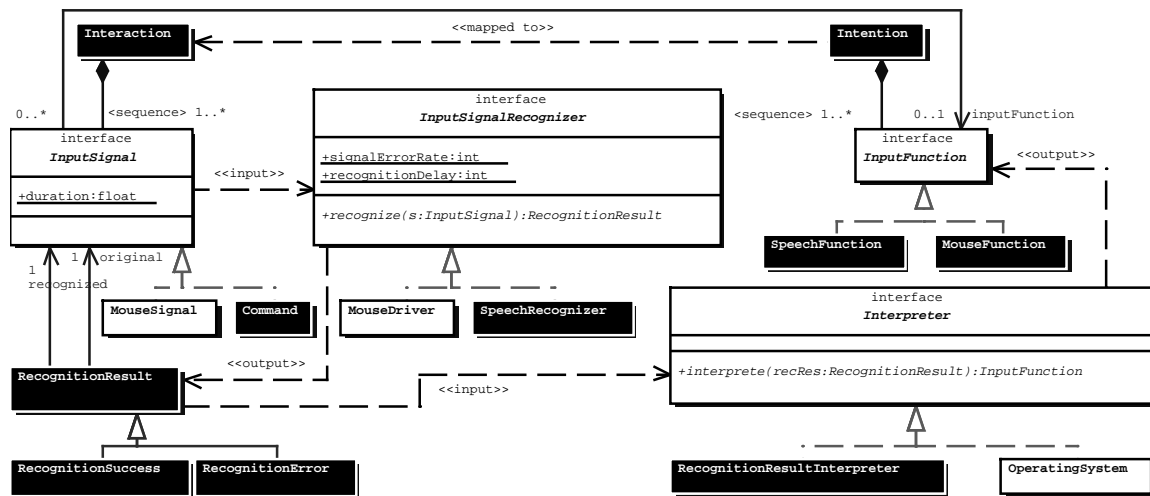 Interaction
<<mapped to>>
Intention
0..*
<sequence> 1..*
<sequence> 1..*
0..1
inputFunction
interface
InputSignal
+duration:float
<<input>>
interface
InputSignalRecognizer
+signalErrorRate:int
+recognitionDelay:int
+recognize(s:InputSignal):RecognitionResult
interface
InputFunction
<<output>>
SpeechFunction
MouseFunction
1
recognized
1
original
MouseSignal
Command
MouseDriver
SpeechRecognizer
interface
Interpreter
+interprete(recRes:RecognitionResult):InputFunction
<<output>>
RecognitionResult
<<input>>
RecognitionSuccess
RecognitionError
RecognitionResultInterpreter
OperatingSystem